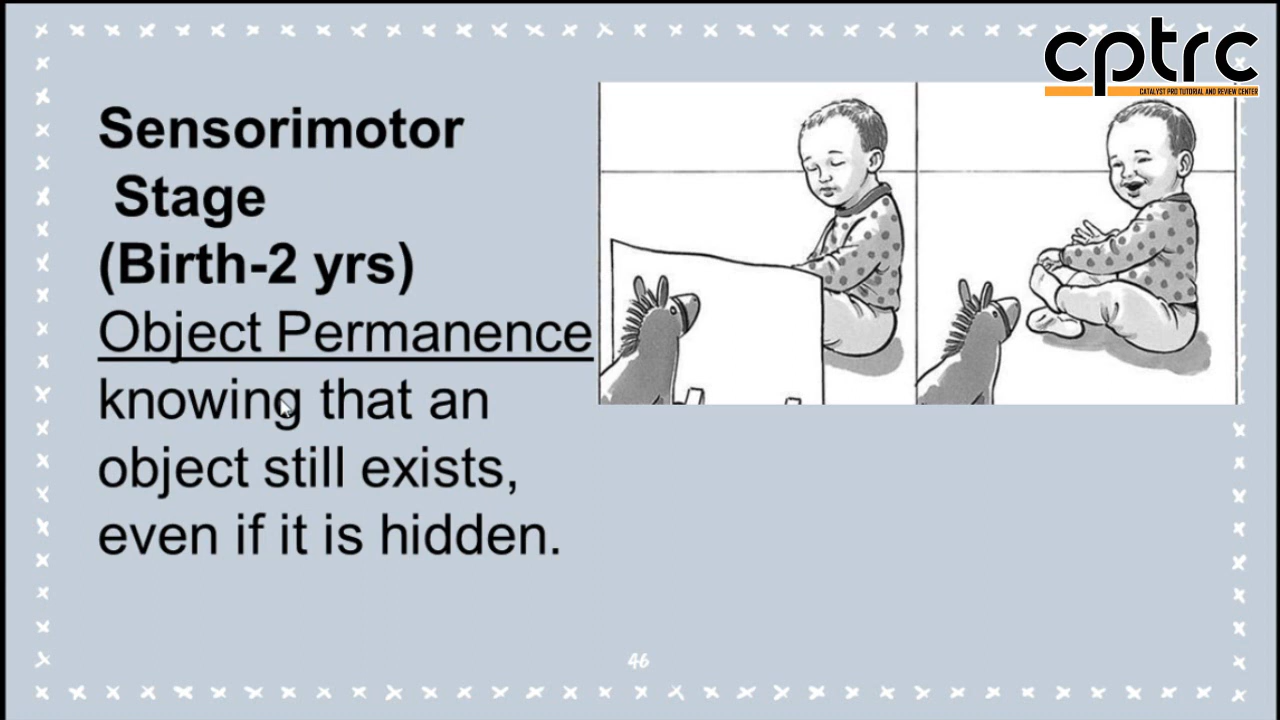 cptrc
CATALYST PRO TUTORIAL AND REVIEW CENTER
Sensorimotor
Stage
(Birth-2 yrs)
Object Permanence
knowing that an
object still exists,
even if it is hidden.
46